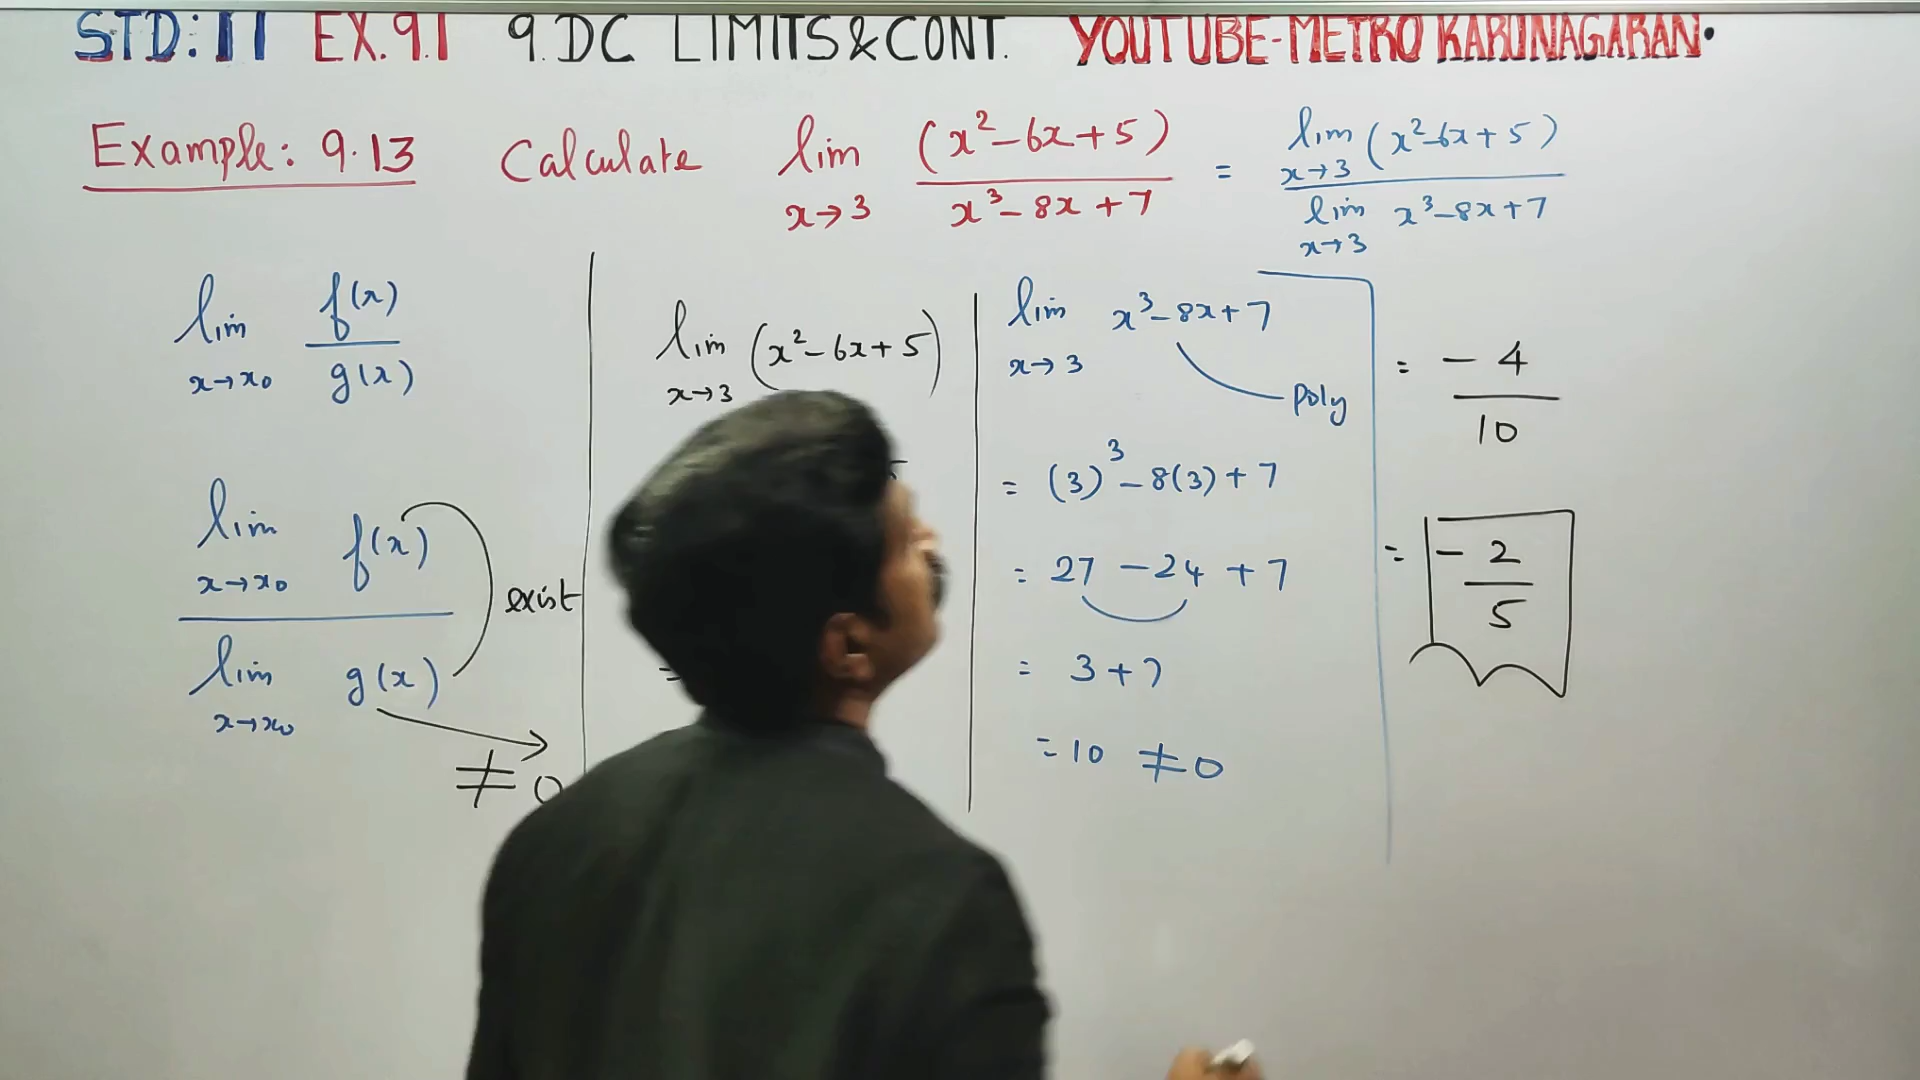 STD: 11 EX.9.1 9.DC LIMITS & CONT. YOUTUBE-METRO KARUNAGARAN.
Example: 9.13 Calculate lim x→3 (x²-6x+5) / x³-8x+7 = lim x→3 (x²-6x+5) / lim x→3 x³-8x+7
lim x→x₀ f(x) / g(x)
lim x→x₀ f(x)
lim x→x₀ g(x)
exist
≠ 0
lim x→3 (x²-6x+5)
=
lim x→3 x³-8x+7
Poly
= (3)³-8(3)+7
= 27 -24 +7
= 3+7
= 10 ≠0
= -4 / 10
= -2 / 5